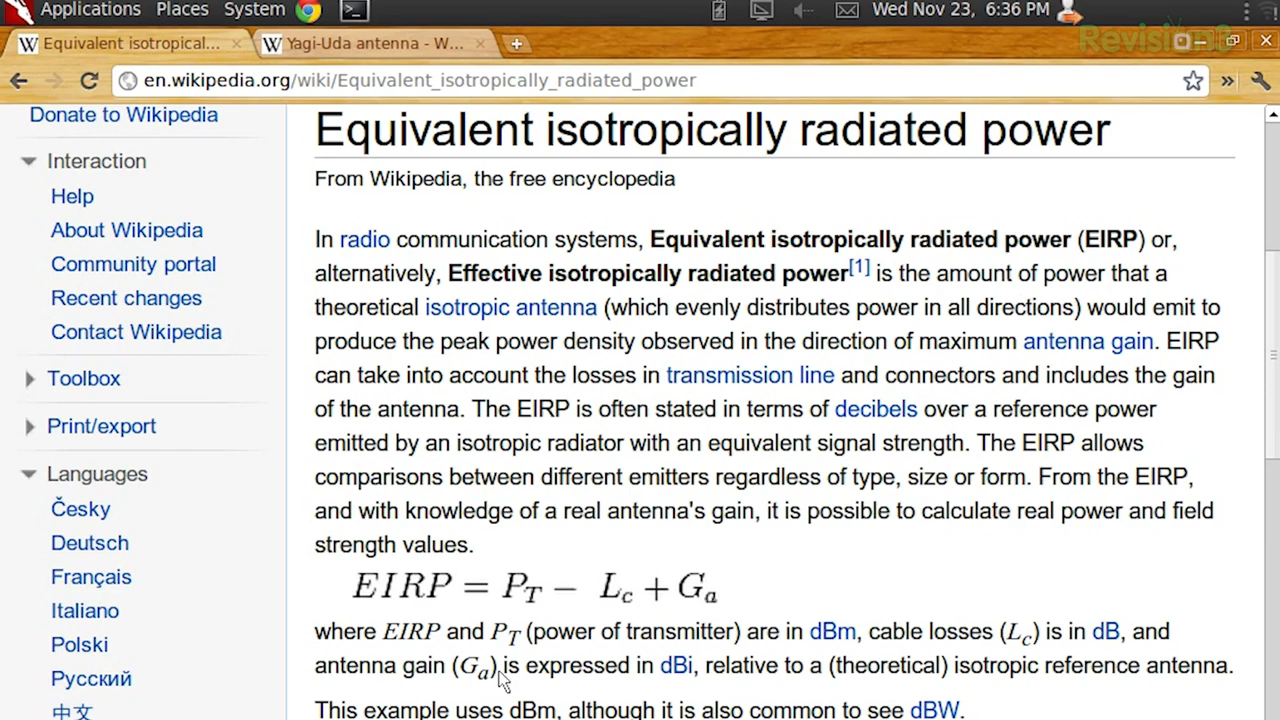 Applications Places System Wed Nov 23, 6:36 PM
Revision3
Equivalent isotropical... Yagi-Uda antenna - W...
en.wikipedia.org/wiki/Equivalent_isotropically_radiated_power
Donate to Wikipedia
Interaction
Help
About Wikipedia
Community portal
Recent changes
Contact Wikipedia
Toolbox
Print/export
Languages
Česky
Deutsch
Français
Italiano
Polski
Русский
中文
Equivalent isotropically radiated power
From Wikipedia, the free encyclopedia
In radio communication systems, Equivalent isotropically radiated power (EIRP) or,
alternatively, Effective isotropically radiated power[1] is the amount of power that a
theoretical isotropic antenna (which evenly distributes power in all directions) would emit to
produce the peak power density observed in the direction of maximum antenna gain. EIRP
can take into account the losses in transmission line and connectors and includes the gain
of the antenna. The EIRP is often stated in terms of decibels over a reference power
emitted by an isotropic radiator with an equivalent signal strength. The EIRP allows
comparisons between different emitters regardless of type, size or form. From the EIRP,
and with knowledge of a real antenna's gain, it is possible to calculate real power and field
strength values.
EIRP = P_T − L_c + G_a
where EIRP and P_T (power of transmitter) are in dBm, cable losses (L_c) is in dB, and
antenna gain (G_a) is expressed in dBi, relative to a (theoretical) isotropic reference antenna.
This example uses dBm, although it is also common to see dBW.